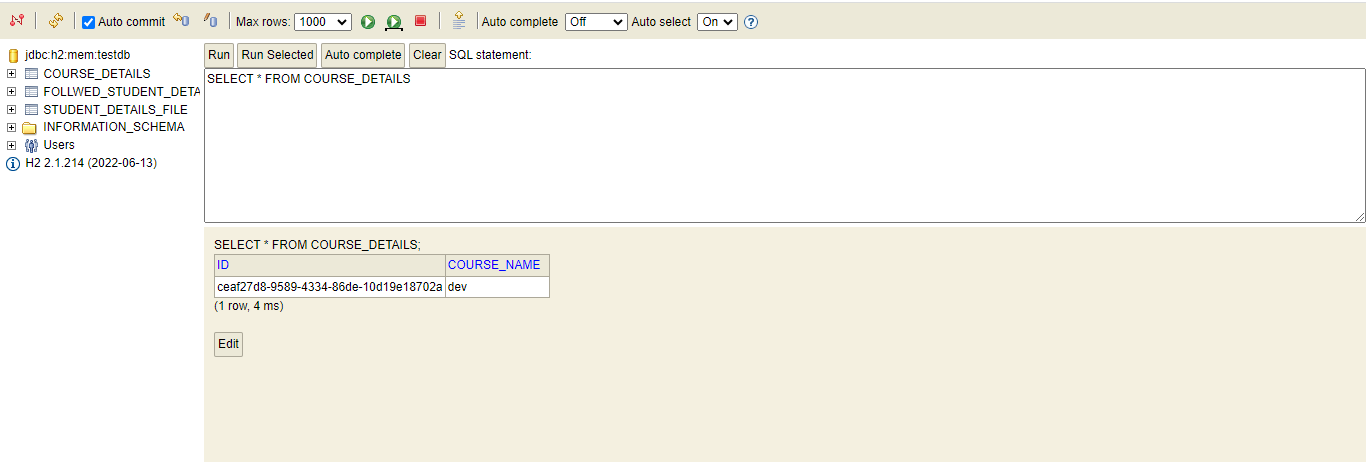 Auto commit Max rows: 1000 Auto complete Off Auto select On ?
jdbc:h2:mem:testdb
COURSE_DETAILS
FOLLWED_STUDENT_DETA
STUDENT_DETAILS_FILE
INFORMATION_SCHEMA
Users
H2 2.1.214 (2022-06-13)
Run Run Selected Auto complete Clear SQL statement:
SELECT * FROM COURSE_DETAILS
SELECT * FROM COURSE_DETAILS;
ID COURSE_NAME
ceaf27d8-9589-4334-86de-10d19e18702a dev
(1 row, 4 ms)
Edit